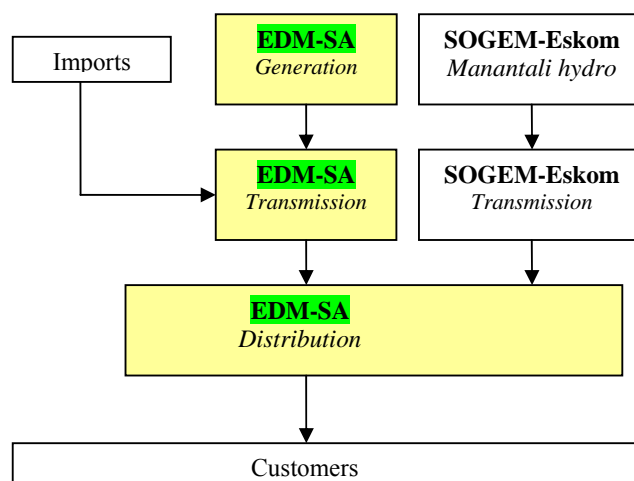 Imports
EDM-SA
Generation
SOGEM-Eskom
Manantali hydro
EDM-SA
Transmission
SOGEM-Eskom
Transmission
EDM-SA
Distribution
Customers